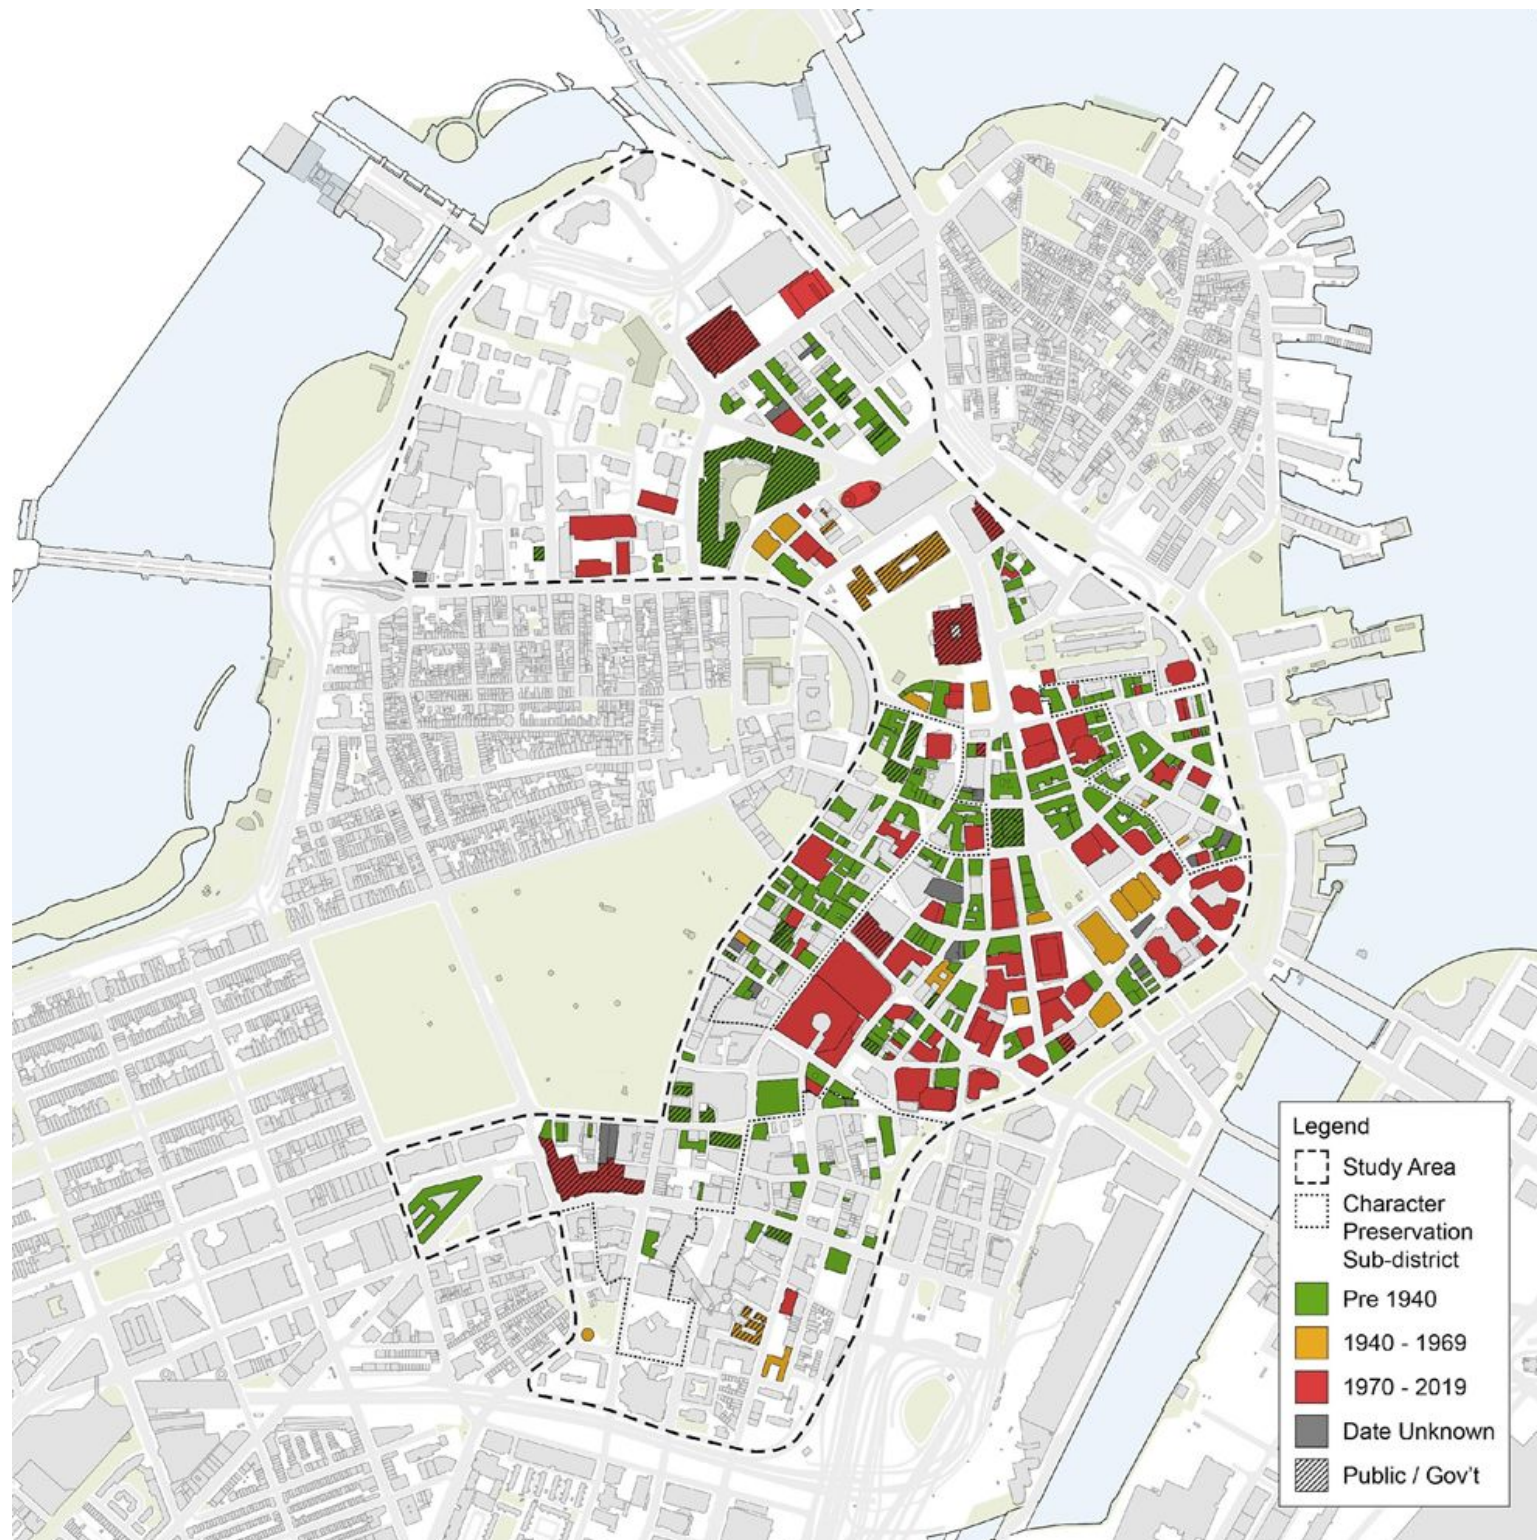 Legend
Study Area
Character
Preservation
Sub-district
Pre 1940
1940 - 1969
1970 - 2019
Date Unknown
Public / Gov't